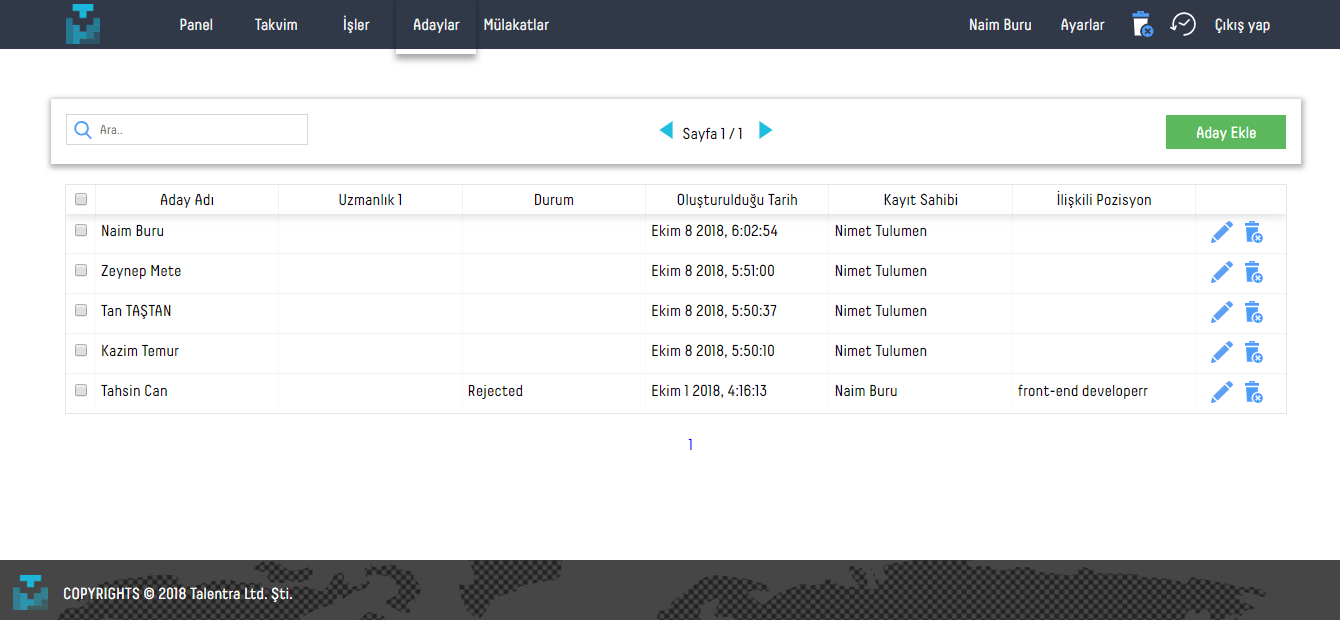 Panel Takvim İşler Adaylar Mülakatlar Naim Buru Ayarlar Çıkış yap
Ara.. Sayfa 1 / 1 Aday Ekle
Aday Adı Uzmanlık 1 Durum Oluşturulduğu Tarih Kayıt Sahibi İlişkili Pozisyon
Naim Buru Ekim 8 2018, 6:02:54 Nimet Tulumen
Zeynep Mete Ekim 8 2018, 5:51:00 Nimet Tulumen
Tan TAŞTAN Ekim 8 2018, 5:50:37 Nimet Tulumen
Kazim Temur Ekim 8 2018, 5:50:10 Nimet Tulumen
Tahsin Can Rejected Ekim 1 2018, 4:16:13 Naim Buru front-end developerr
1
COPYRIGHTS © 2018 Talentra Ltd. Şti.